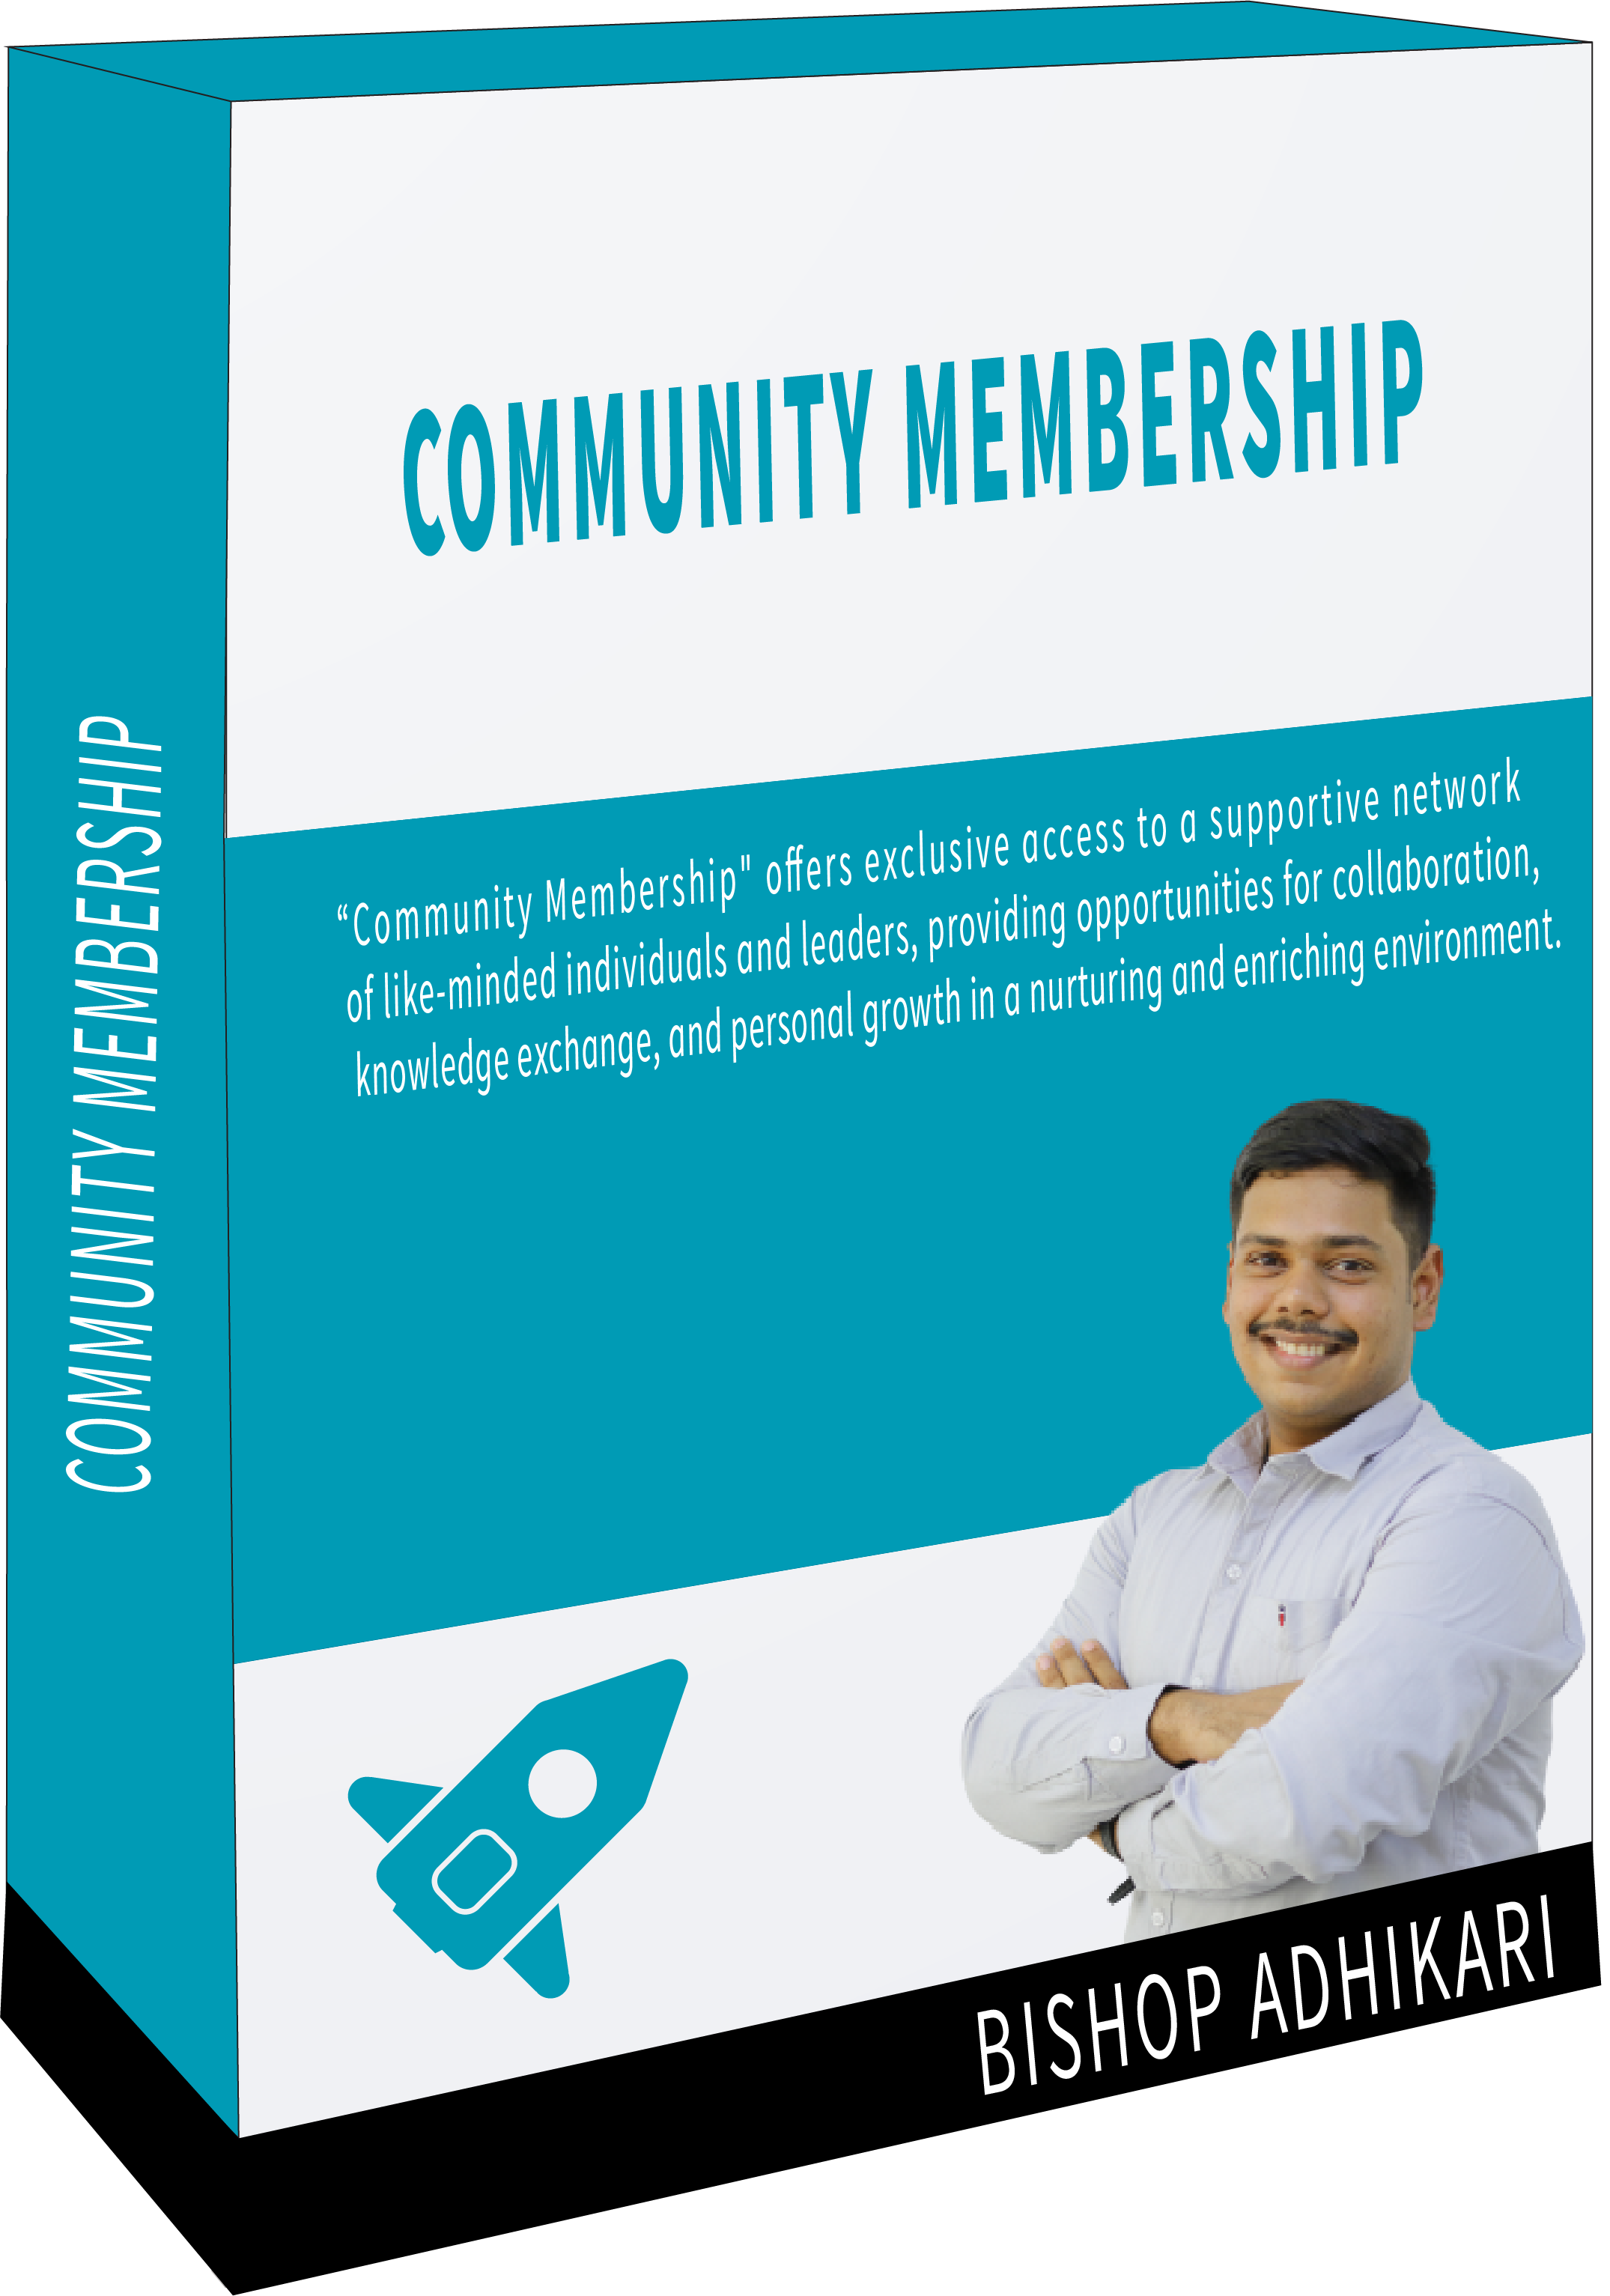 COMMUNITY MEMBERSHIP
COMMUNITY MEMBERSHIP
“Community Membership" offers exclusive access to a supportive network
of like-minded individuals and leaders, providing opportunities for collaboration,
knowledge exchange, and personal growth in a nurturing and enriching environment.
BISHOP ADHIKARI